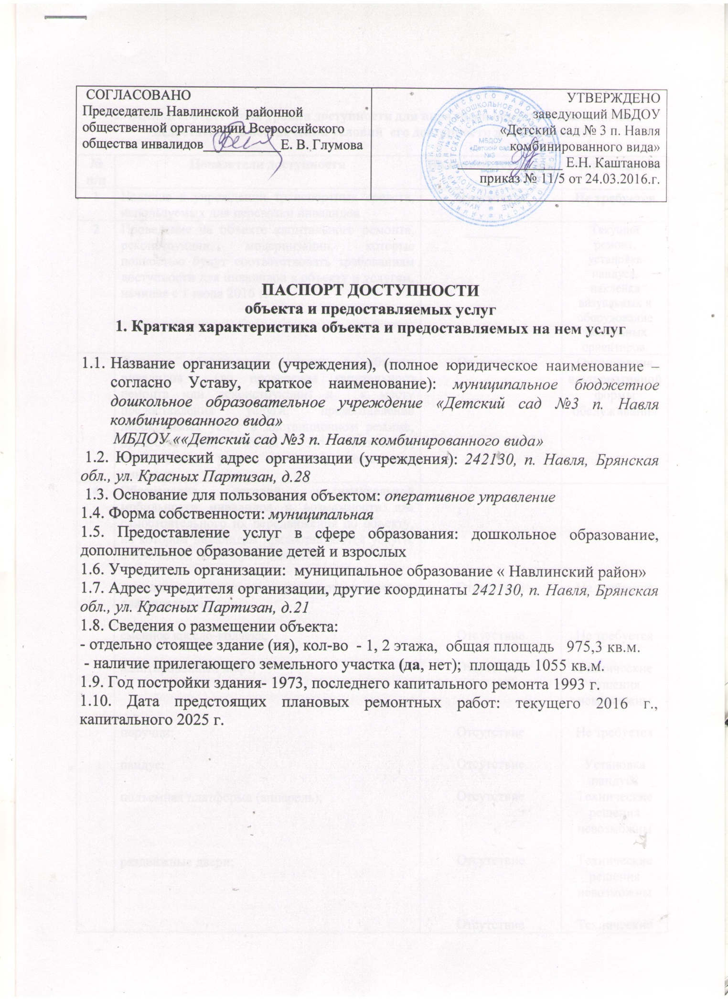 СОГЛАСОВАНО
Председатель Навлинской районной
общественной организации Всероссийского
общества инвалидов___________Е. В. Глумова
УТВЕРЖДЕНО
заведующий МБДОУ
«Детский сад № 3 п. Навля
комбинированного вида»
_______________ Е.Н. Каштанова
приказ № 11/5 от 24.03.2016.г.
МБДОУ
«Детский сад
№3
комбинированного
вида»
ПАСПОРТ ДОСТУПНОСТИ
объекта и предоставляемых услуг
1. Краткая характеристика объекта и предоставляемых на нем услуг
1.1. Название организации (учреждения), (полное юридическое наименование –
согласно Уставу, краткое наименование): муниципальное бюджетное
дошкольное образовательное учреждение «Детский сад №3 п. Навля
комбинированного вида»
МБДОУ ««Детский сад №3 п. Навля комбинированного вида»
1.2. Юридический адрес организации (учреждения): 242130, п. Навля, Брянская
обл., ул. Красных Партизан, д.28
1.3. Основание для пользования объектом: оперативное управление
1.4. Форма собственности: муниципальная
1.5. Предоставление услуг в сфере образования: дошкольное образование,
дополнительное образование детей и взрослых
1.6. Учредитель организации: муниципальное образование « Навлинский район»
1.7. Адрес учредителя организации, другие координаты 242130, п. Навля, Брянская
обл., ул. Красных Партизан, д.21
1.8. Сведения о размещении объекта:
- отдельно стоящее здание (ия), кол-во - 1, 2 этажа, общая площадь 975,3 кв.м.
- наличие прилегающего земельного участка (да, нет); площадь 1055 кв.м.
1.9. Год постройки здания- 1973, последнего капитального ремонта 1993 г.
1.10. Дата предстоящих плановых ремонтных работ: текущего 2016 г.,
капитального 2025 г.